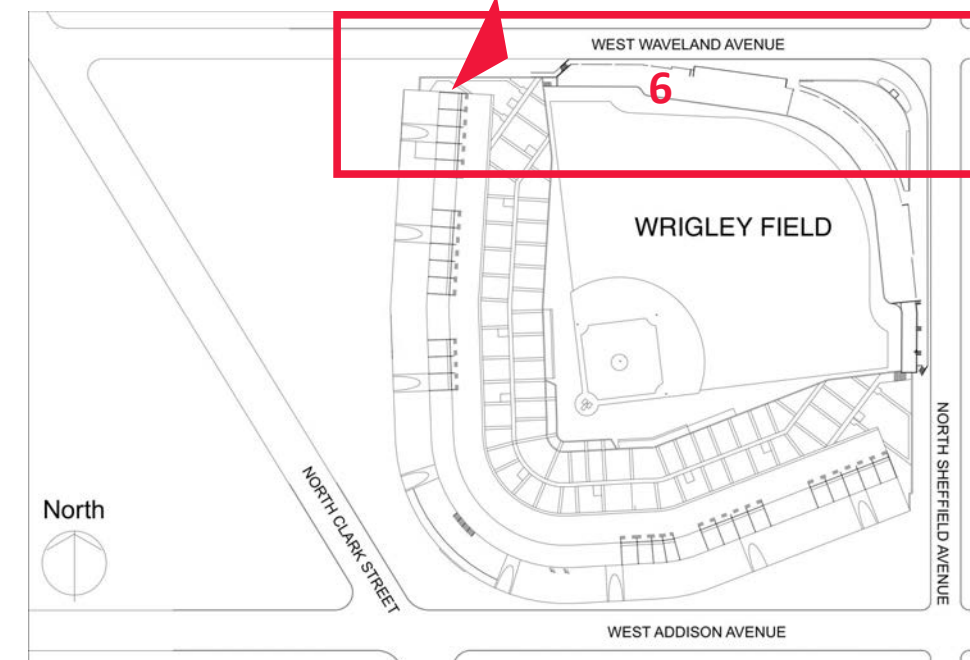 WEST WAVELAND AVENUE
6
WRIGLEY FIELD
North
NORTH CLARK STREET
NORTH SHEFFIELD AVENUE
WEST ADDISON AVENUE